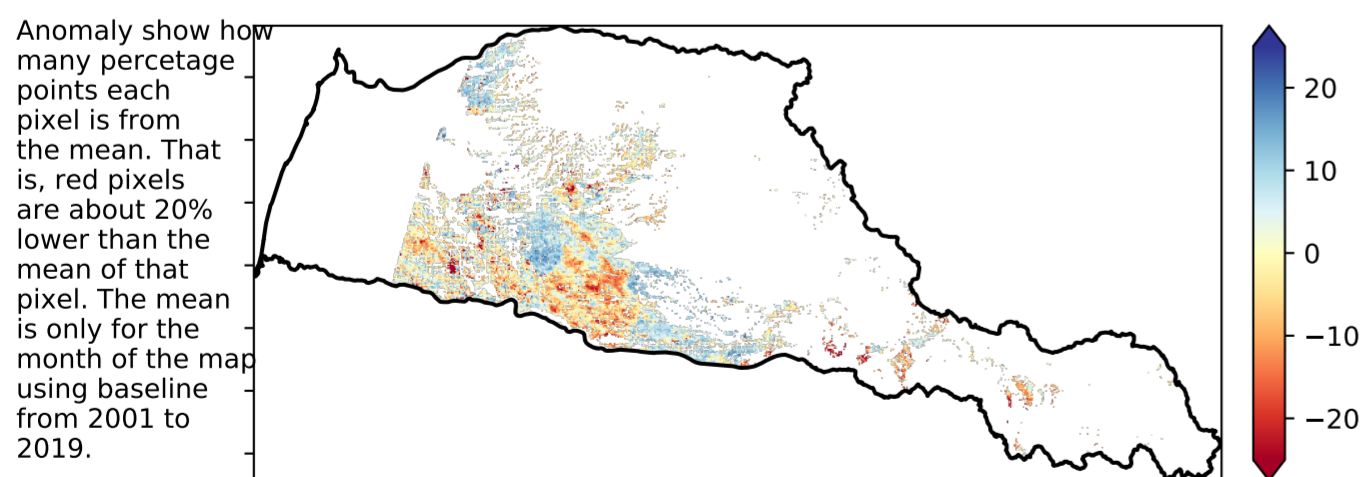 Anomaly show how
many percetage
points each
pixel is from
the mean. That
is, red pixels
are about 20%
lower than the
mean of that
pixel. The mean
is only for the
month of the map
using baseline
from 2001 to
2019.
20
10
0
−10
−20